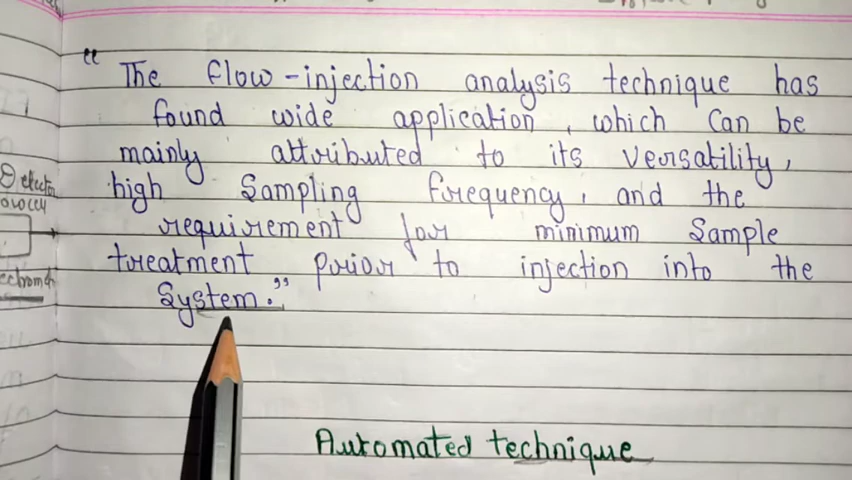 “ The flow-injection analysis technique has
found wide application, which can be
mainly attributed to its versatility,
high Sampling frequency, and the
requirement for minimum Sample
treatment prior to injection into the
System.”
Automated technique